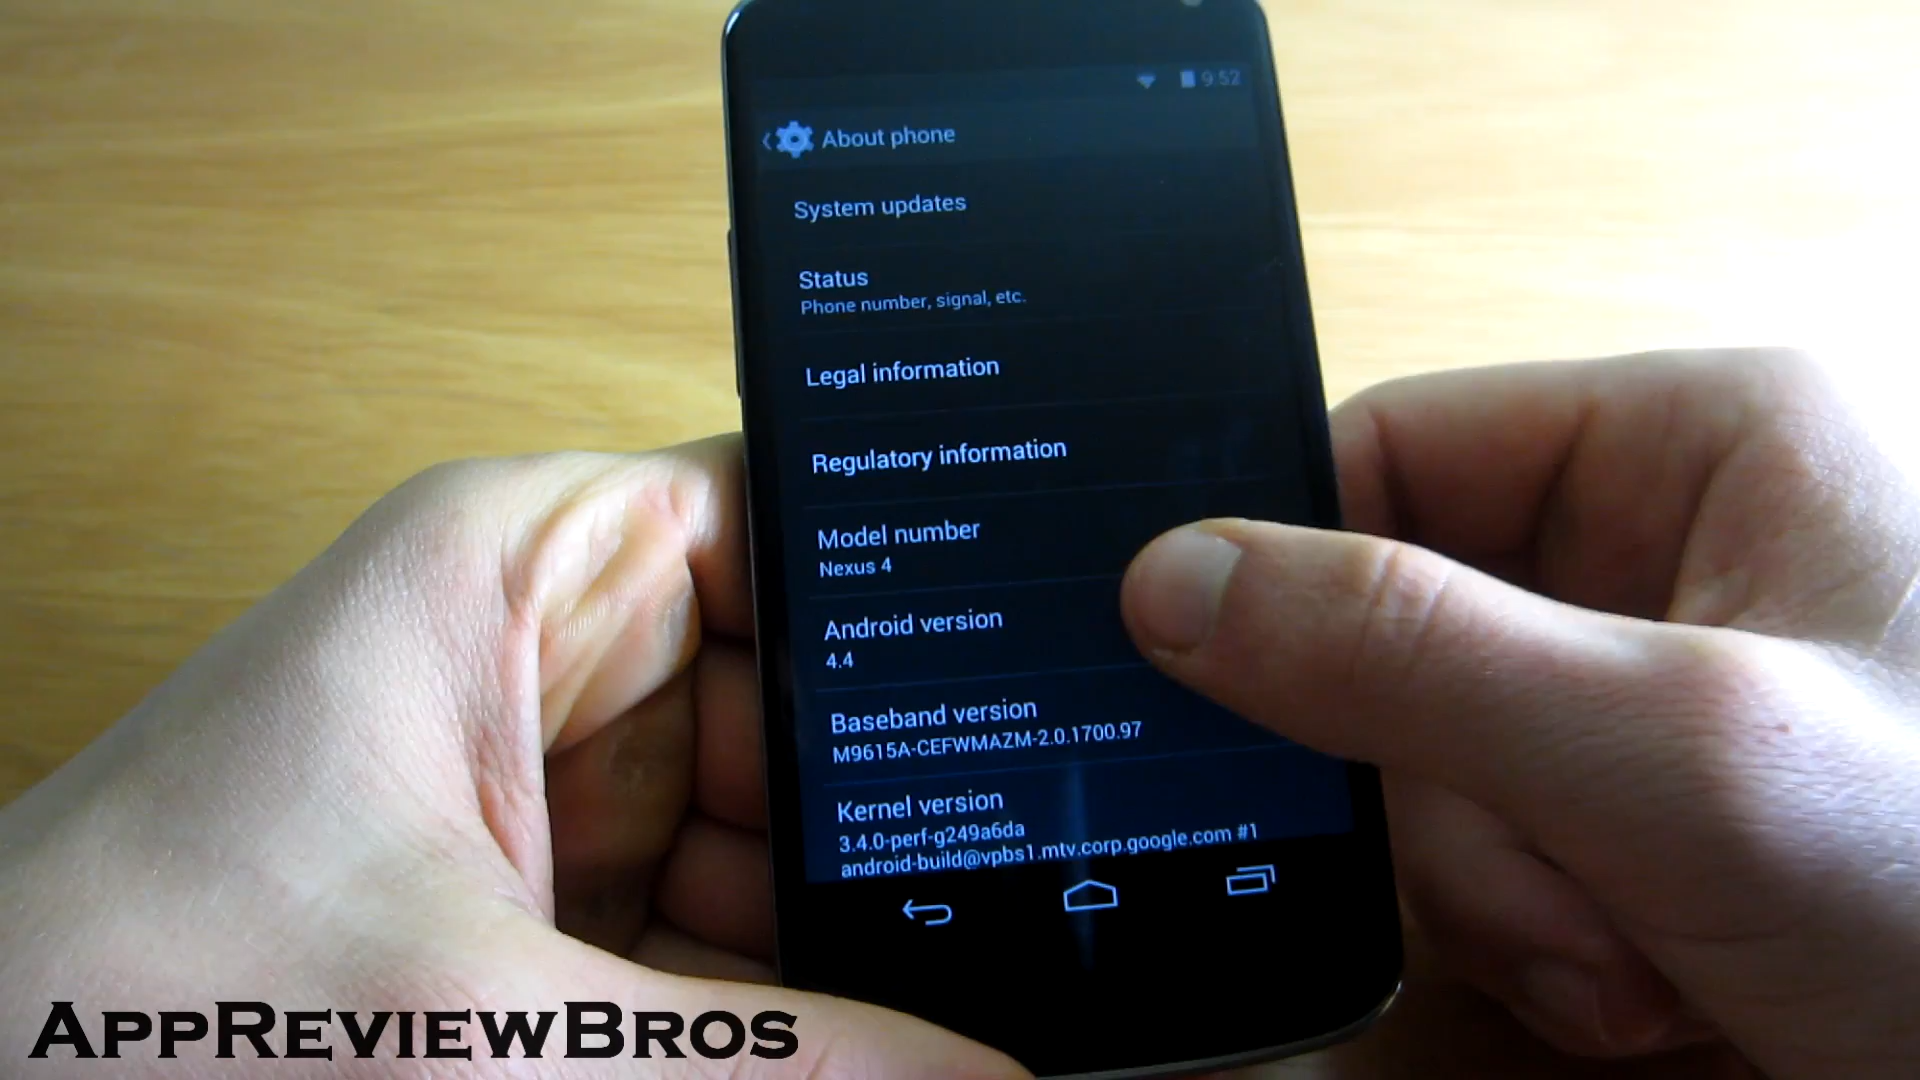 9:52
About phone
System updates
Status
Phone number, signal, etc.
Legal information
Regulatory information
Model number
Nexus 4
Android version
4.4
Baseband version
M9615A-CEFWMAZM-2.0.1700.97
Kernel version
3.4.0-perf-g249a6da
android-build@vpbs1.mtv.corp.google.com #1
AppReviewBros